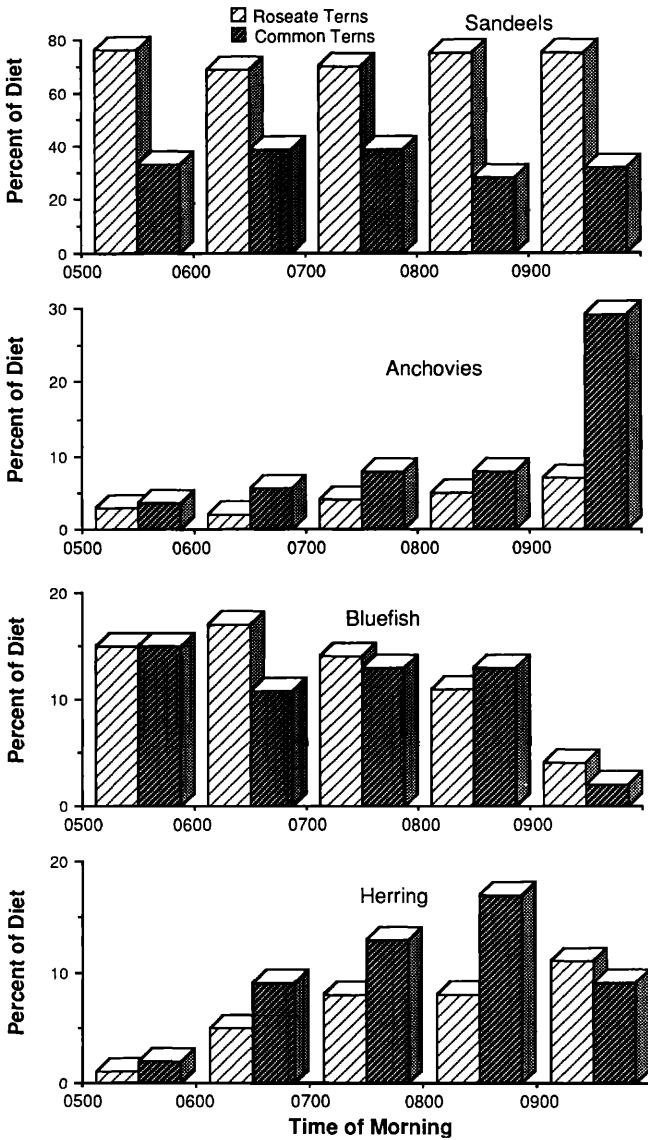 Roseate Terns
Common Terns
Sandeels
Percent of Diet
80
60
40
20
0
0500 0600 0700 0800 0900
Anchovies
Percent of Diet
30
20
10
0
0500 0600 0700 0800 0900
Bluefish
Percent of Diet
20
10
0
0500 0600 0700 0800 0900
Herring
Percent of Diet
20
10
0
0500 0600 0700 0800 0900
Time of Morning